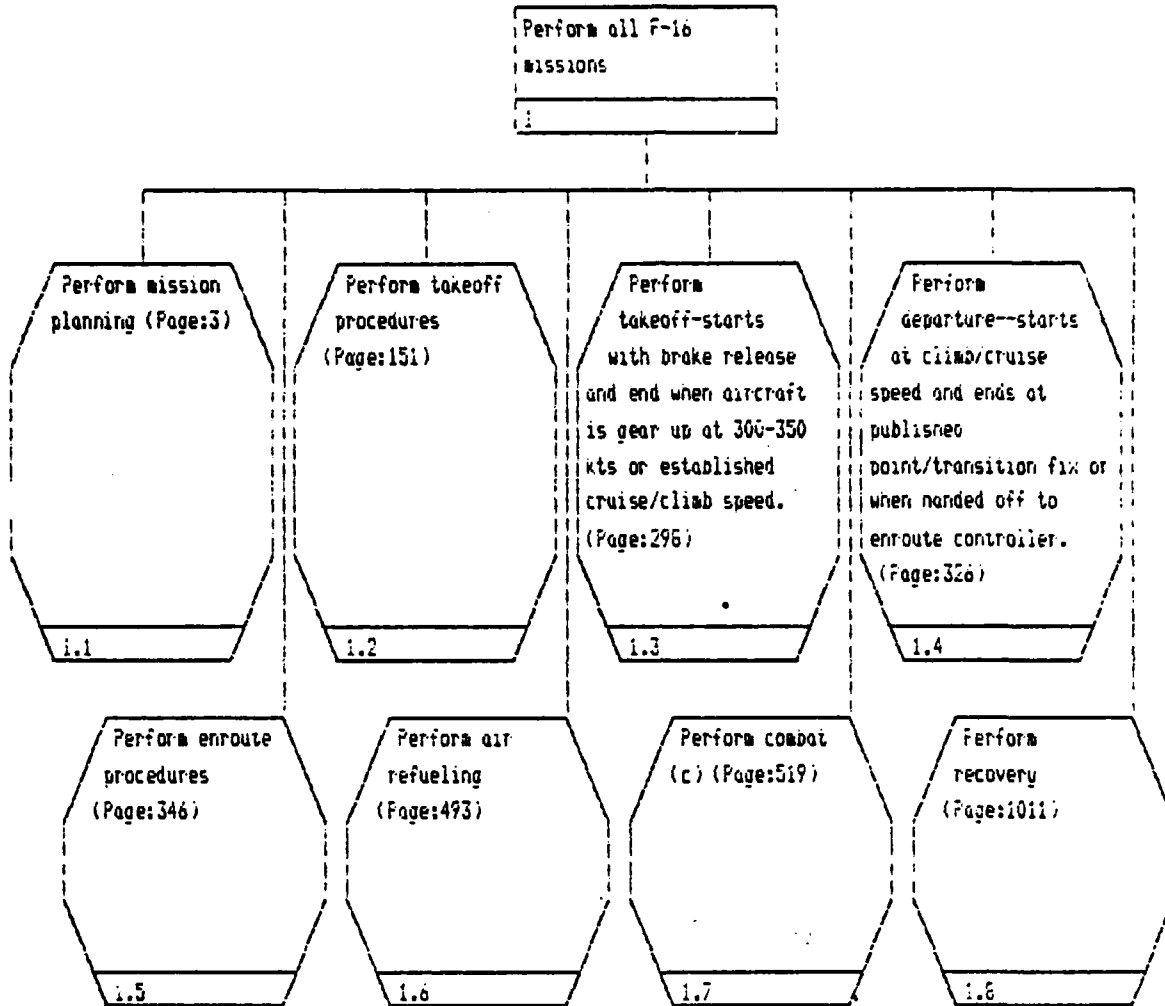 Perform all F-16
missions
1
Perform mission
planning (Page:3)
1.1
Perform takeoff
procedures
(Page:151)
1.2
Perform
takeoff-starts
with brake release
and end when aircraft
is gear up at 300-350
kts or established
cruise/climb speed.
(Page:298)
1.3
Perform
departure--starts
at climb/cruise
speed and ends at
published
point/transition fix or
when handed off to
enroute controller.
(Page:328)
1.4
Perform enroute
procedures
(Page:346)
1.5
Perform air
refueling
(Page:493)
1.6
Perform combat
(c) (Page:519)
1.7
Perform
recovery
(Page:1011)
1.8